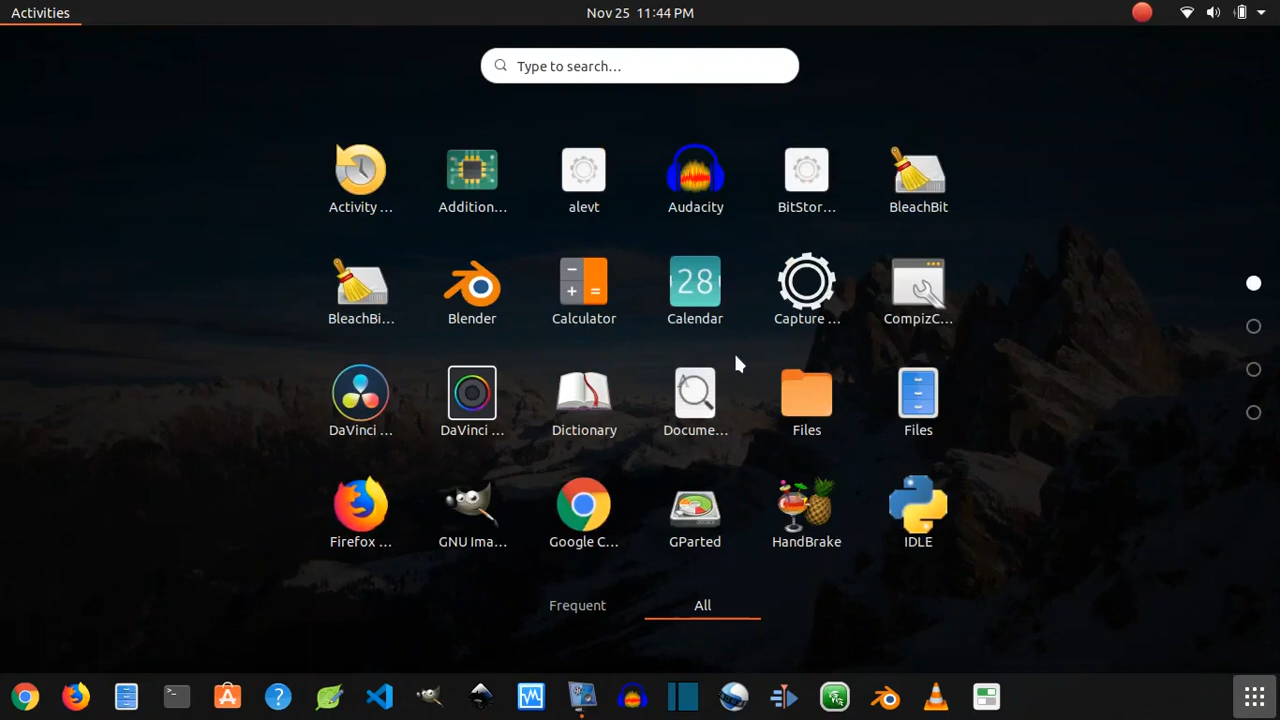 Activities
Nov 25 11:44 PM
Type to search...
Activity ...
Addition...
alevt
Audacity
BitStor...
BleachBit
BleachBi...
Blender
Calculator
28
Calendar
Capture ...
CompizC...
DaVinci ...
DaVinci ...
Dictionary
Docume...
Files
Files
Firefox ...
GNU Ima...
Google C...
GParted
HandBrake
IDLE
Frequent
All